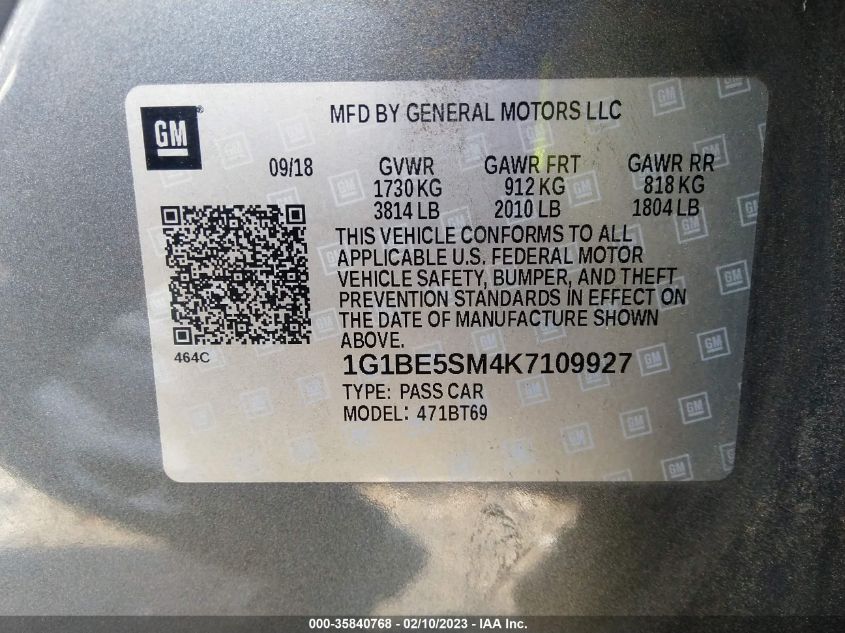 GM
MFD BY GENERAL MOTORS LLC
09/18 GVWR GAWR FRT GAWR RR
1730 KG 912 KG 818 KG
3814 LB 2010 LB 1804 LB
THIS VEHICLE CONFORMS TO ALL
APPLICABLE U.S. FEDERAL MOTOR
VEHICLE SAFETY, BUMPER, AND THEFT
PREVENTION STANDARDS IN EFFECT ON
THE DATE OF MANUFACTURE SHOWN
ABOVE.
464C
1G1BE5SM4K7109927
TYPE: PASS CAR
MODEL: 471BT69
000-35840768 - 02/10/2023 - IAA Inc.